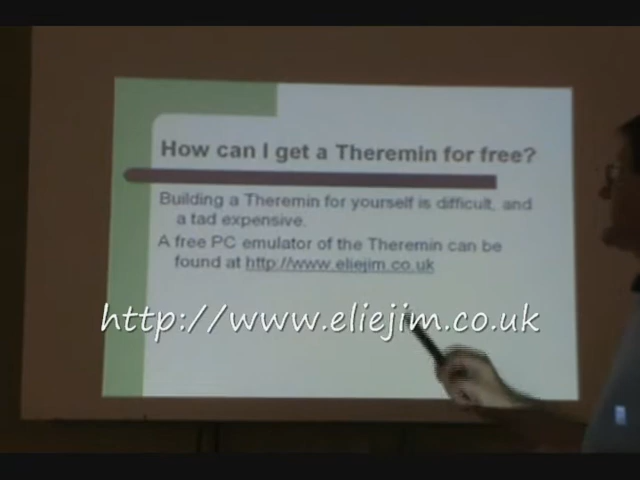 How can I get a Theremin for free?
Building a Theremin for yourself is difficult, and
a tad expensive.
A free PC emulator of the Theremin can be
found at http://www.eliejim.co.uk
http://www.eliejim.co.uk